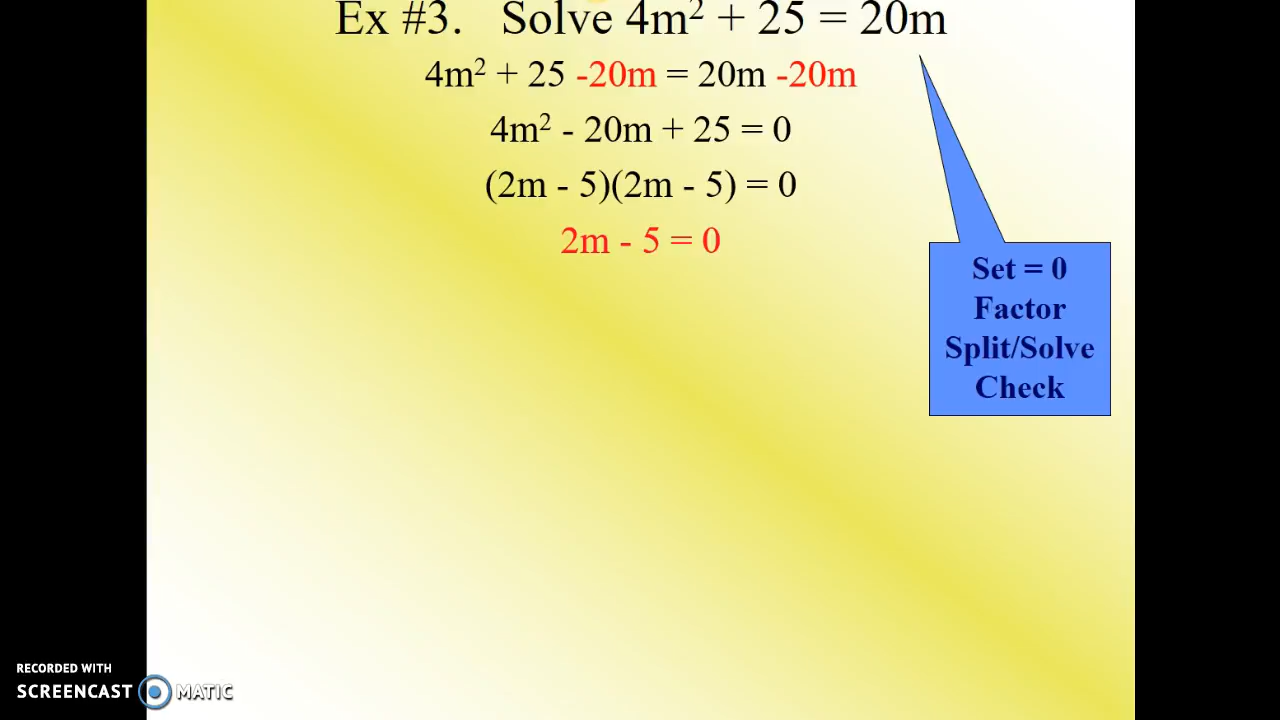 Ex #3. Solve 4m² + 25 = 20m
4m² + 25 -20m = 20m -20m
4m² - 20m + 25 = 0
(2m - 5)(2m - 5) = 0
2m - 5 = 0
Set = 0
Factor
Split/Solve
Check
RECORDED WITH
SCREENCAST MATIC